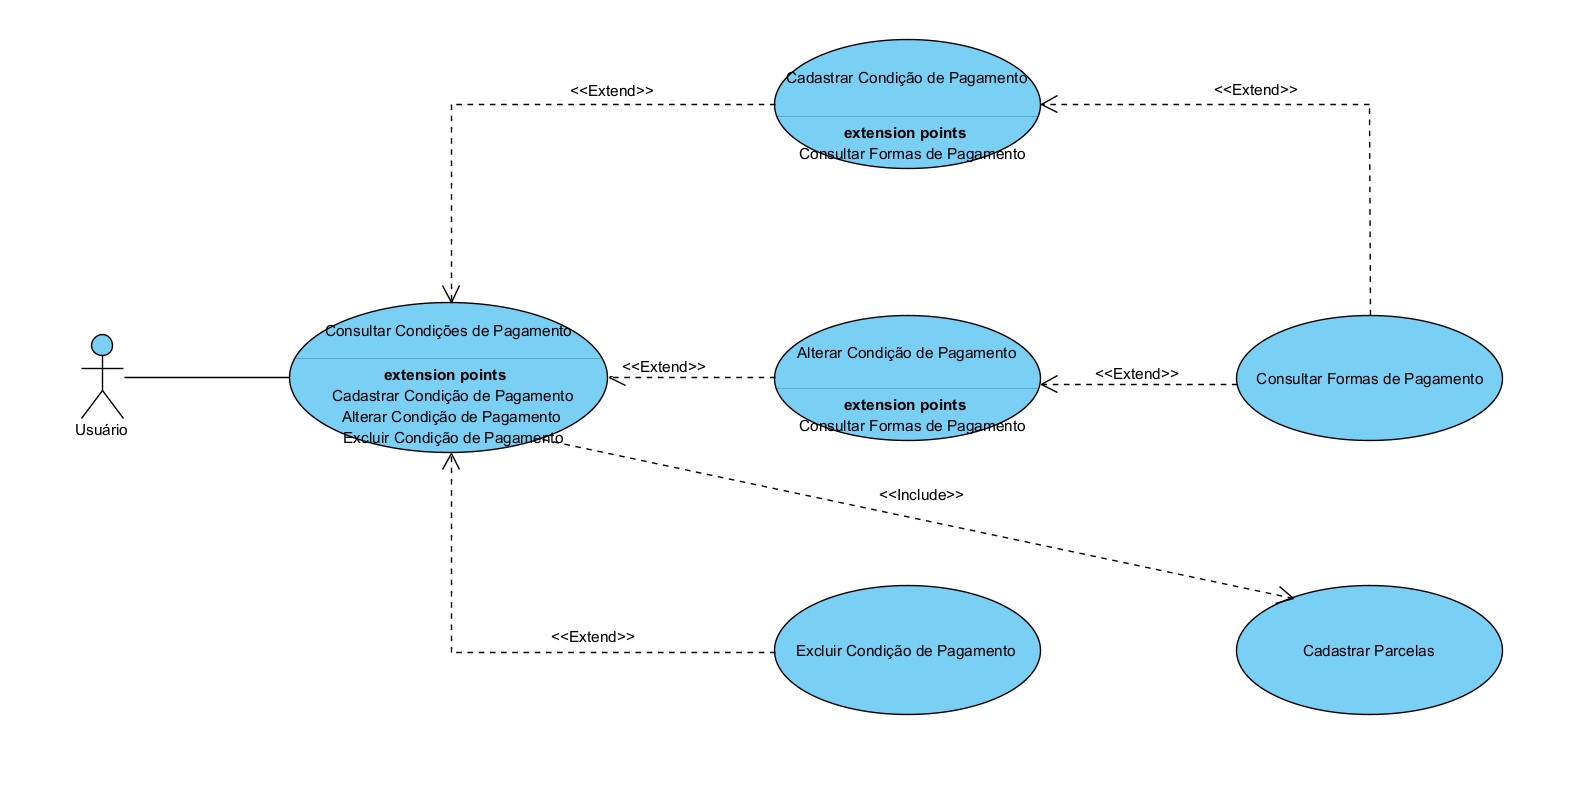 Cadastrar Condição de Pagamento
<<Extend>>
<<Extend>>
extension points
Consultar Formas de Pagamento
Consultar Condições de Pagamento
Alterar Condição de Pagamento
<<Extend>>
<<Extend>>
extension points
Consultar Formas de Pagamento
Cadastrar Condição de Pagamento
extension points
Alterar Condição de Pagamento
Consultar Formas de Pagamento
Usuário
Excluir Condição de Pagamento
<<Include>>
<<Extend>>
Excluir Condição de Pagamento
Cadastrar Parcelas